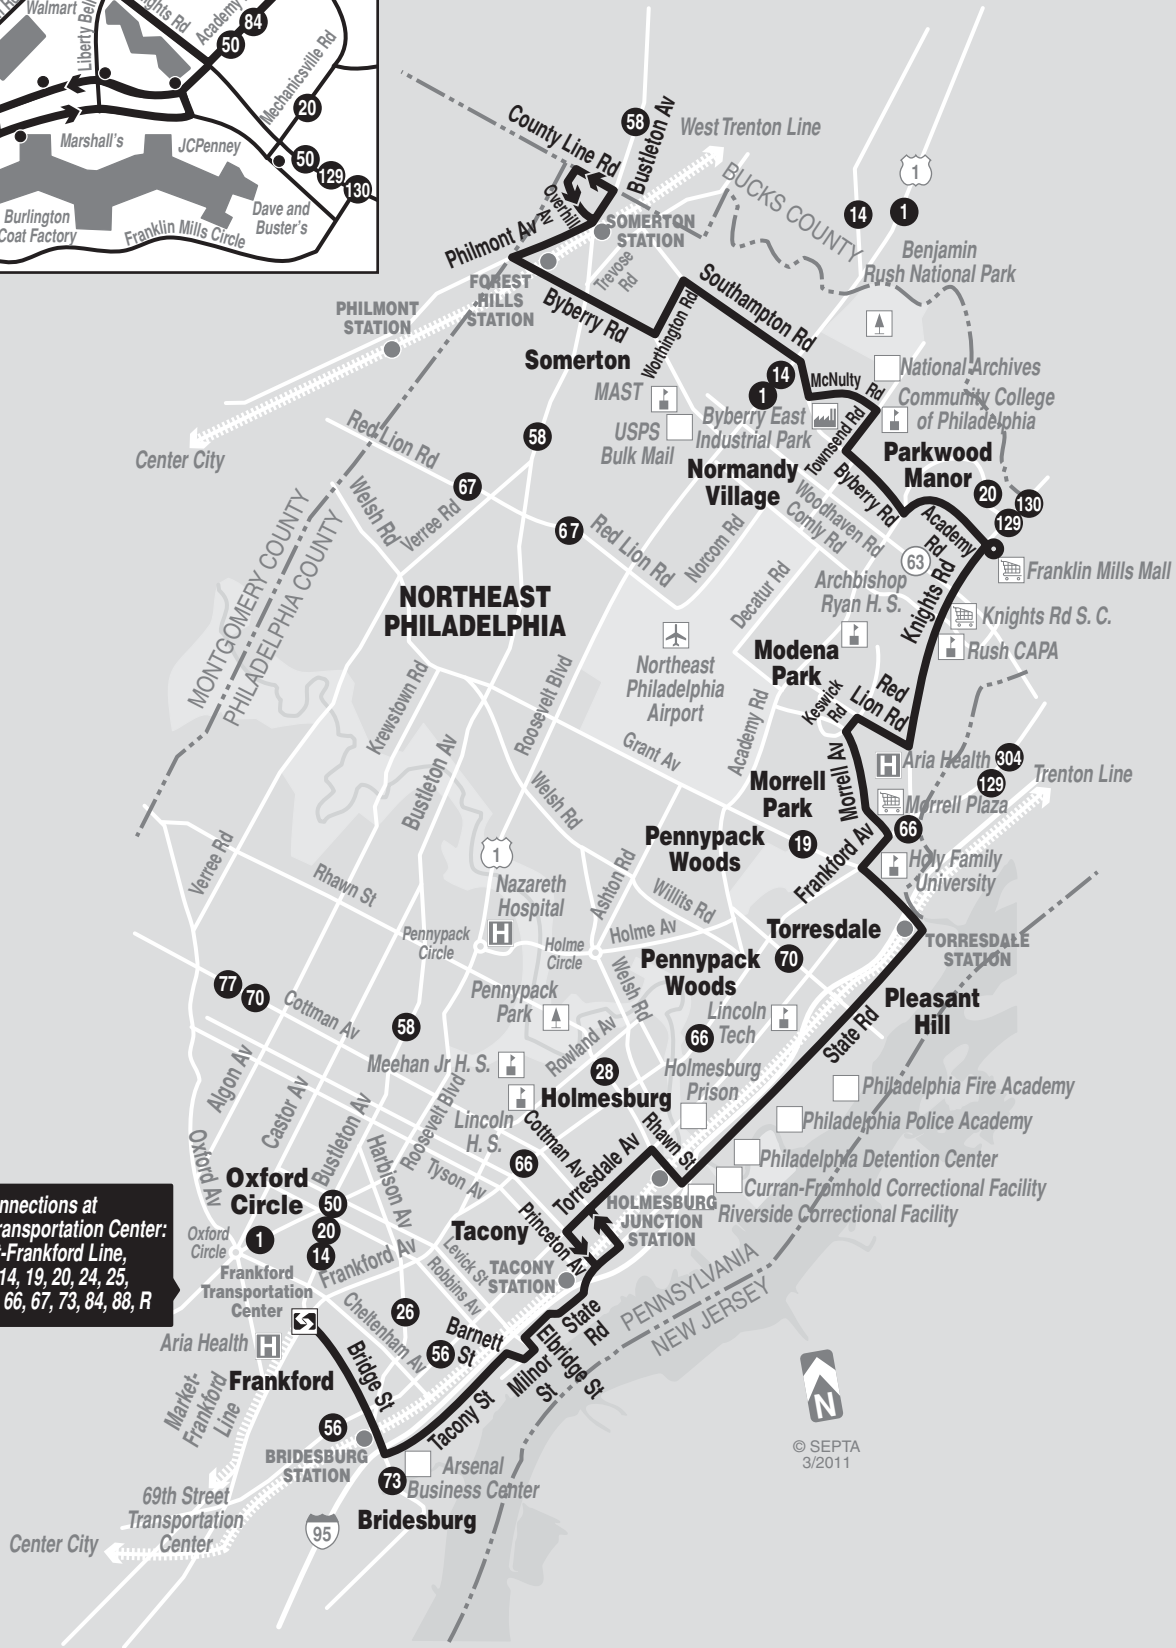 Walmart
Liberty Bell
ghts Rd
Academy
84
50
Mechanicsville Rd
20
Marshall's
JCPenney
50
129
130
Burlington
Coat Factory
Franklin Mills Circle
Dave and
Buster's
County Line Rd
58
Bustleton Av
West Trenton Line
1
BUCKS COUNTY
14
1
Overhill
Av
SOMERTON
STATION
Philmont Av
Trevose
Rd
Benjamin
Rush National Park
FOREST
HILLS
STATION
PHILMONT
STATION
Byberry Rd
Southampton Rd
Worthington Rd
Somerton
14
1
McNulty
Rd
National Archives
MAST
Community College
of Philadelphia
Byberry East
Industrial Park
USPS
Bulk Mail
Townsend Rd
Parkwood
Manor
Center City
Red Lion Rd
58
Normandy
Village
Byberry Rd
20
130
129
67
Welsh Rd
Verree Rd
67
Red Lion Rd
Norcom Rd
Woodhaven Rd
Comly Rd
Academy
Rd
63
Franklin Mills Mall
MONTGOMERY COUNTY
PHILADELPHIA COUNTY
NORTHEAST
PHILADELPHIA
Decatur Rd
Archbishop
Ryan H. S.
Knights Rd
Knights Rd S. C.
Rush CAPA
Northeast
Philadelphia
Airport
Modena
Park
Keswick
Rd
Red
Lion Rd
Krewstown Rd
Roosevelt Blvd
Bustleton Av
Grant Av
Academy Rd
Morrell Av
Aria Health
304
129
Trenton Line
Welsh Rd
Morrell
Park
Morrell Plaza
Verree Rd
1
Pennypack
Woods
19
66
Frankford Av
Holy Family
University
Rhawn St
Nazareth
Hospital
Ashton Rd
Willits Rd
Pennypack
Circle
Holme
Circle
Holme Av
Torresdale
TORRESDALE
STATION
Pennypack
Woods
70
77
70
Cottman Av
Pennypack
Park
Welsh Rd
Pleasant
Hill
58
Lincoln
Tech
66
State Rd
Rowland Av
Meehan Jr H. S.
28
Holmesburg
Prison
Philadelphia Fire Academy
Algon Av
Castor Av
Bustleton Av
Roosevelt Blvd
Holmesburg
Philadelphia Police Academy
Lincoln
H. S.
Cottman Av
Rhawn St
Oxford Av
Harbison Av
Tyson Av
66
Torresdale Av
Philadelphia Detention Center
Curran-Fromhold Correctional Facility
Riverside Correctional Facility
HOLMESBURG
JUNCTION
STATION
Oxford
Circle
50
20
14
Oxford
Circle
1
Tacony
Princeton Av
nnections at
ransportation Center:
t-Frankford Line,
14, 19, 20, 24, 25,
66, 67, 73, 84, 88, R
Frankford
Transportation
Center
Frankford Av
Levick St
Robbins Av
TACONY
STATION
PENNSYLVANIA
NEW JERSEY
Cheltenham Av
26
Barnett
St
State
Rd
Elbridge St
Milnor
St
Aria Health
56
Frankford
Bridge St
Market-
Frankford
Line
N
56
Tacony St
© SEPTA
3/2011
BRIDESBURG
STATION
73
Arsenal
Business Center
69th Street
Transportation
Center
Bridesburg
95
Center City